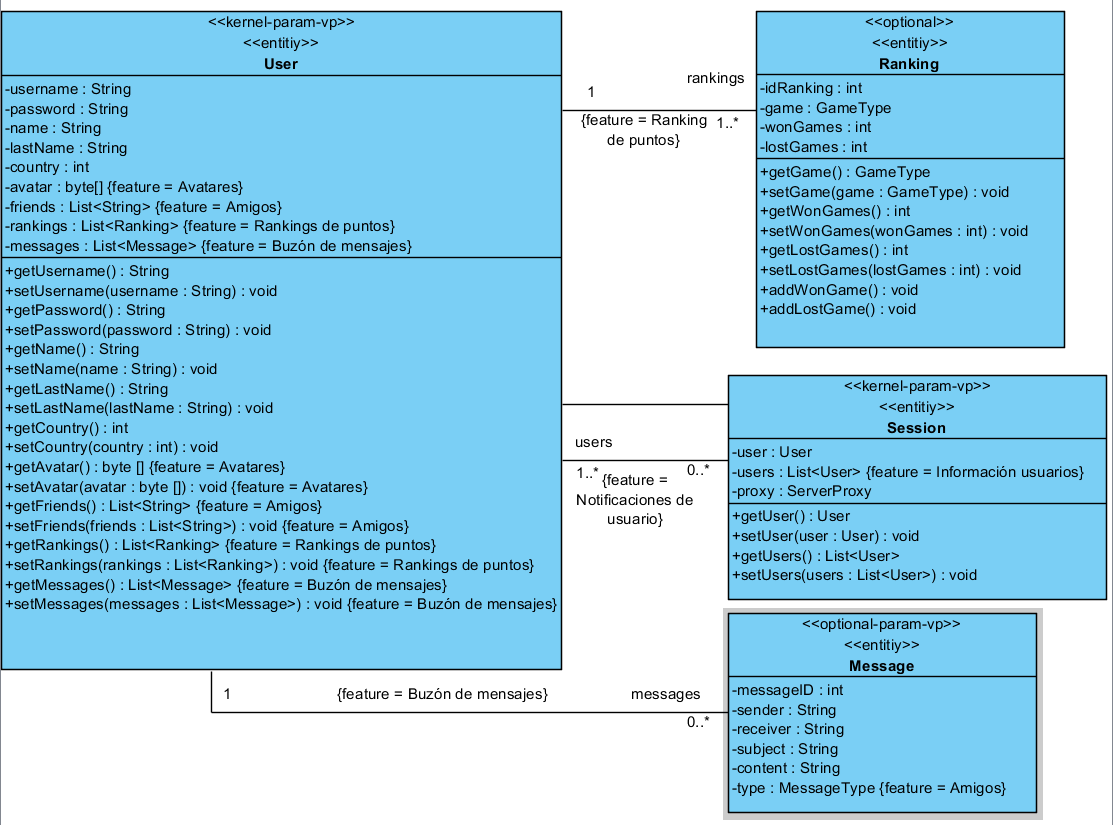 <<kernel-param-vp>>
<<entitiy>>
User
-username : String
-password : String
-name : String
-lastName : String
-country : int
-avatar : byte[] {feature = Avatares}
-friends : List<String> {feature = Amigos}
-rankings : List<Ranking> {feature = Rankings de puntos}
-messages : List<Message> {feature = Buzón de mensajes}
+getUsername() : String
+setUsername(username : String) : void
+getPassword() : String
+setPassword(password : String) : void
+getName() : String
+setName(name : String) : void
+getLastName() : String
+setLastName(lastName : String) : void
+getCountry() : int
+setCountry(country : int) : void
+getAvatar() : byte [] {feature = Avatares}
+setAvatar(avatar : byte []) : void {feature = Avatares}
+getFriends() : List<String> {feature = Amigos}
+setFriends(friends : List<String>) : void {feature = Amigos}
+getRankings() : List<Ranking> {feature = Rankings de puntos}
+setRankings(rankings : List<Ranking>) : void {feature = Rankings de puntos}
+getMessages() : List<Message> {feature = Buzón de mensajes}
+setMessages(messages : List<Message>) : void {feature = Buzón de mensajes}
rankings
1
{feature = Ranking
de puntos}
1..*
<<optional>>
<<entitiy>>
Ranking
-idRanking : int
-game : GameType
-wonGames : int
-lostGames : int
+getGame() : GameType
+setGame(game : GameType) : void
+getWonGames() : int
+setWonGames(wonGames : int) : void
+getLostGames() : int
+setLostGames(lostGames : int) : void
+addWonGame() : void
+addLostGame() : void
users
1..*
0..*
{feature =
Notificaciones de
usuario}
<<kernel-param-vp>>
<<entitiy>>
Session
-user : User
-users : List<User> {feature = Información usuarios}
-proxy : ServerProxy
+getUser() : User
+setUser(user : User) : void
+getUsers() : List<User>
+setUsers(users : List<User>) : void
1
{feature = Buzón de mensajes}
messages
0..*
<<optional-param-vp>>
<<entitiy>>
Message
-messageID : int
-sender : String
-receiver : String
-subject : String
-content : String
-type : MessageType {feature = Amigos}